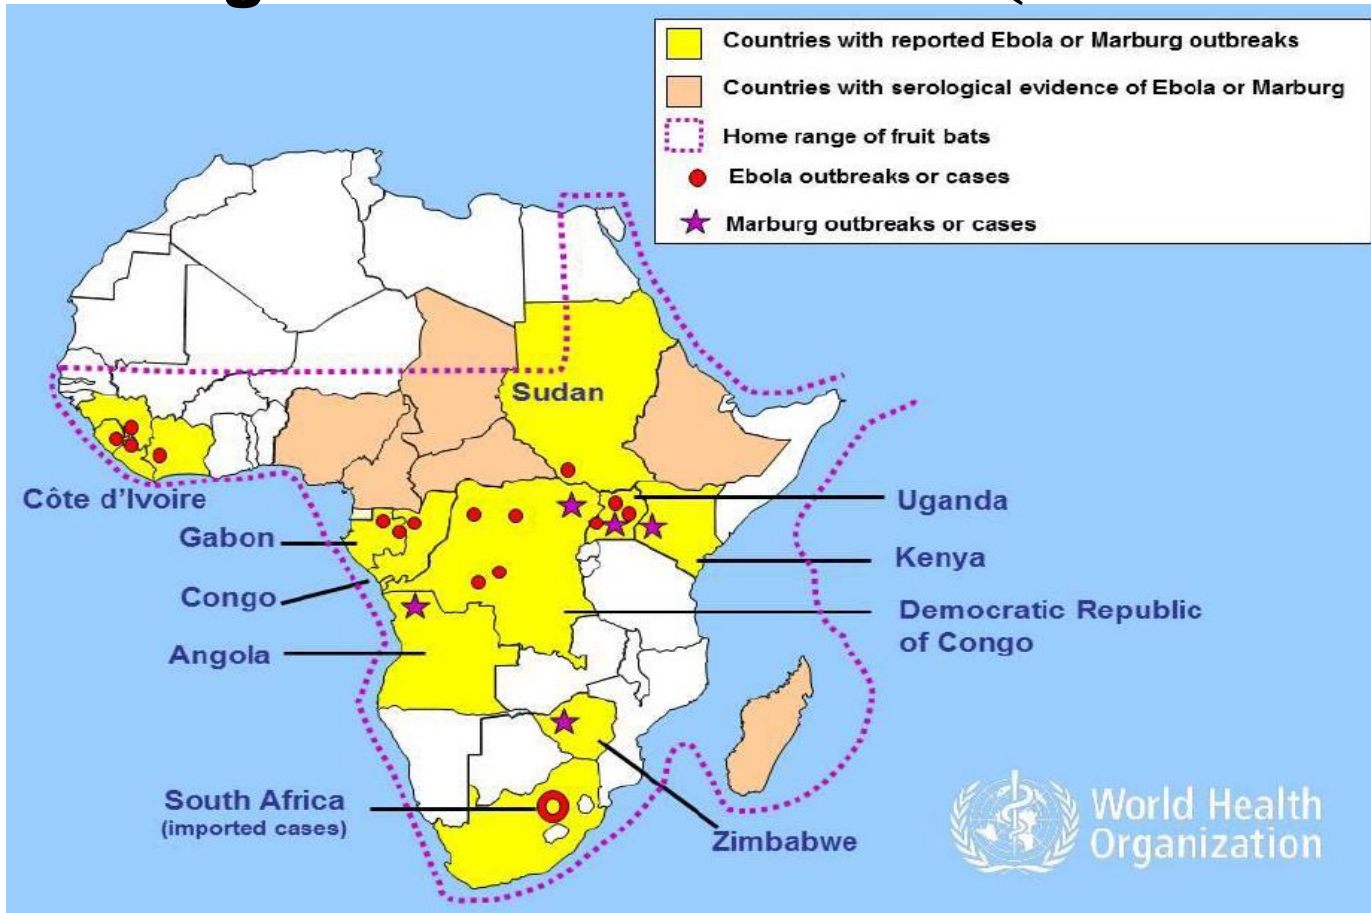 Countries with reported Ebola or Marburg outbreaks
Countries with serological evidence of Ebola or Marburg
Home range of fruit bats
Ebola outbreaks or cases
Marburg outbreaks or cases
Sudan
Côte d’Ivoire
Uganda
Gabon
Kenya
Congo
Democratic Republic
of Congo
Angola
South Africa
(imported cases)
Zimbabwe
World Health
Organization